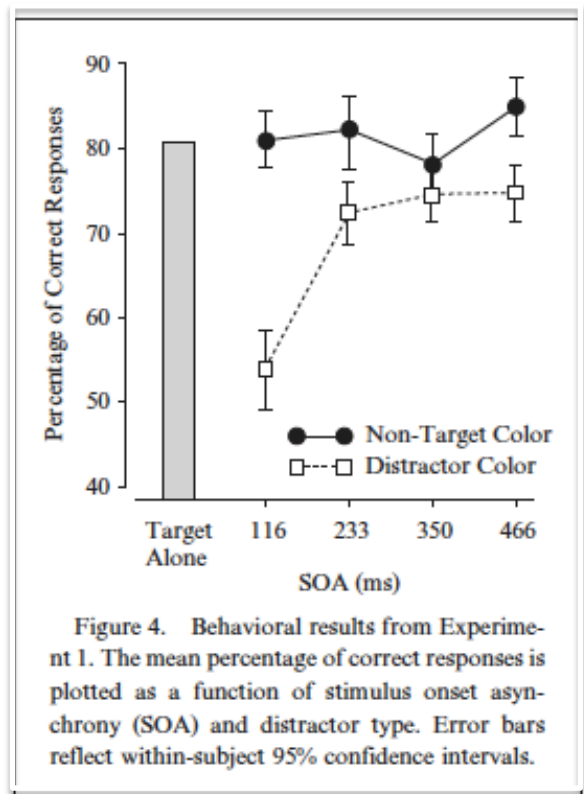 90
80
70
60
50
40
Percentage of Correct Responses
Non-Target Color
Distractor Color
Target
Alone
116
233
350
466
SOA (ms)
Figure 4. Behavioral results from Experime-
nt 1. The mean percentage of correct responses is
plotted as a function of stimulus onset asyn-
chrony (SOA) and distractor type. Error bars
reflect within-subject 95% confidence intervals.